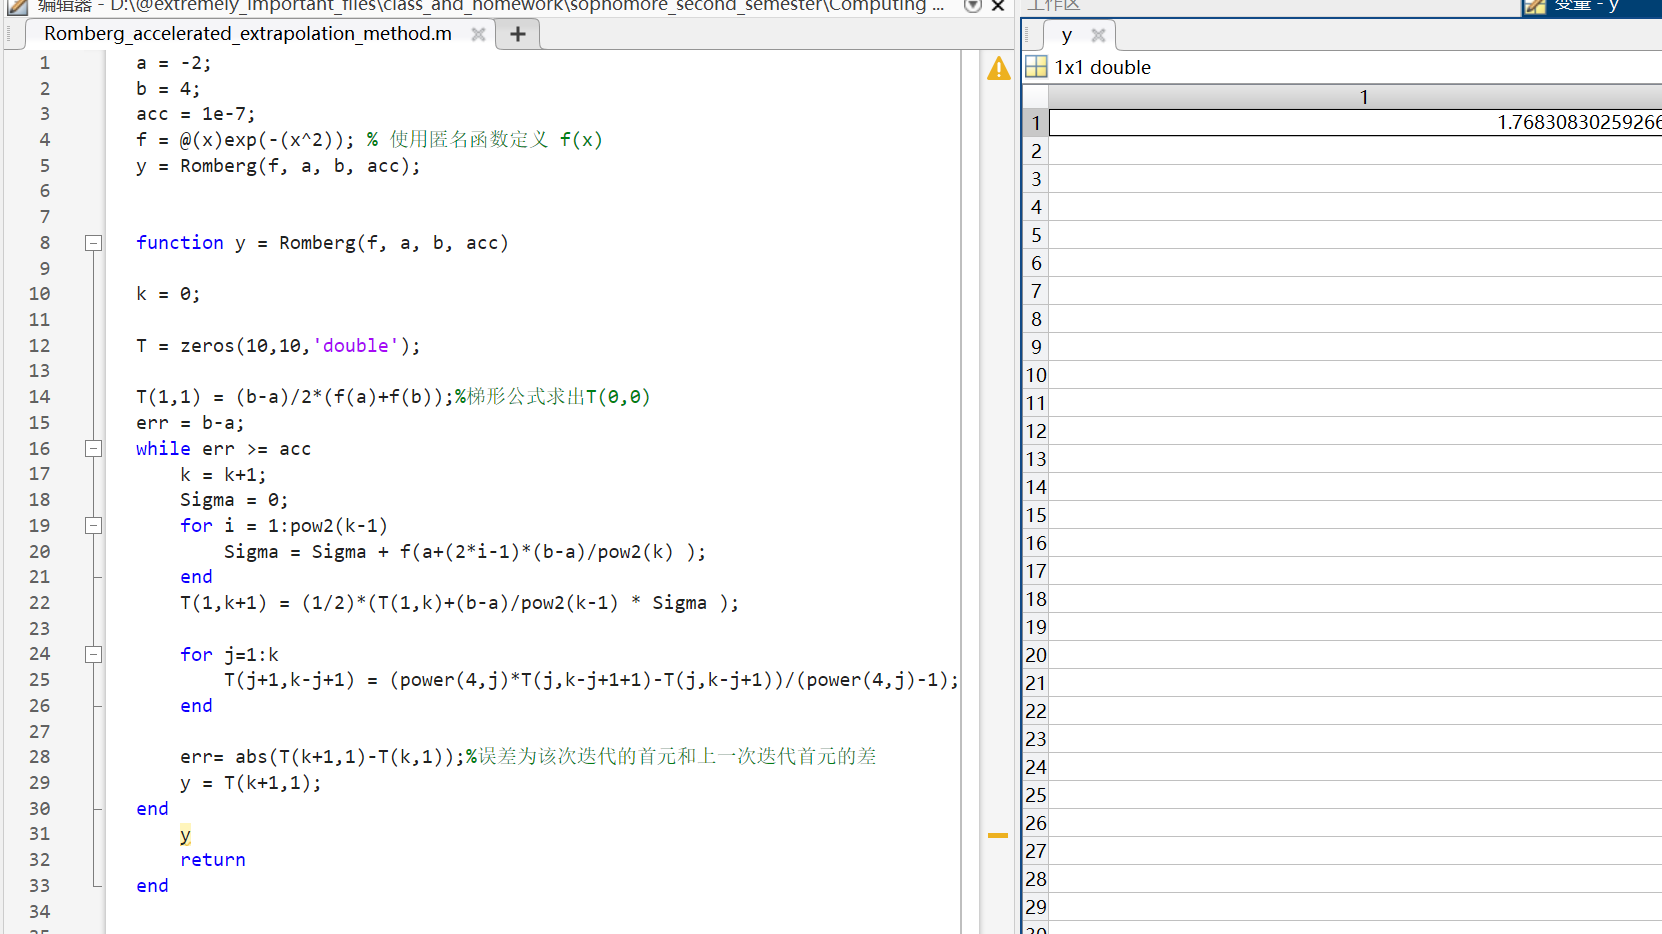 编辑器 - D:\@extremely_important_files\class_and_homework\sophomore_second_semester\Computing ...
Romberg_accelerated_extrapolation_method.m
1 a = -2;
2 b = 4;
3 acc = 1e-7;
4 f = @(x)exp(-(x^2)); % 使用匿名函数定义 f(x)
5 y = Romberg(f, a, b, acc);
6
7
8 function y = Romberg(f, a, b, acc)
9
10 k = 0;
11
12 T = zeros(10,10,'double');
13
14 T(1,1) = (b-a)/2*(f(a)+f(b));%梯形公式求出T(0,0)
15 err = b-a;
16 while err >= acc
17 k = k+1;
18 Sigma = 0;
19 for i = 1:pow2(k-1)
20 Sigma = Sigma + f(a+(2*i-1)*(b-a)/pow2(k) );
21 end
22 T(1,k+1) = (1/2)*(T(1,k)+(b-a)/pow2(k-1) * Sigma );
23
24 for j=1:k
25 T(j+1,k-j+1) = (power(4,j)*T(j,k-j+1+1)-T(j,k-j+1))/(power(4,j)-1);
26 end
27
28 err= abs(T(k+1,1)-T(k,1));%误差为该次迭代的首元和上一次迭代首元的差
29 y = T(k+1,1);
30 end
31 y
32 return
33 end
34
工作区
变量 - y
y
1x1 double
1
1 1.76830830259266
2
3
4
5
6
7
8
9
10
11
12
13
14
15
16
17
18
19
20
21
22
23
24
25
26
27
28
29